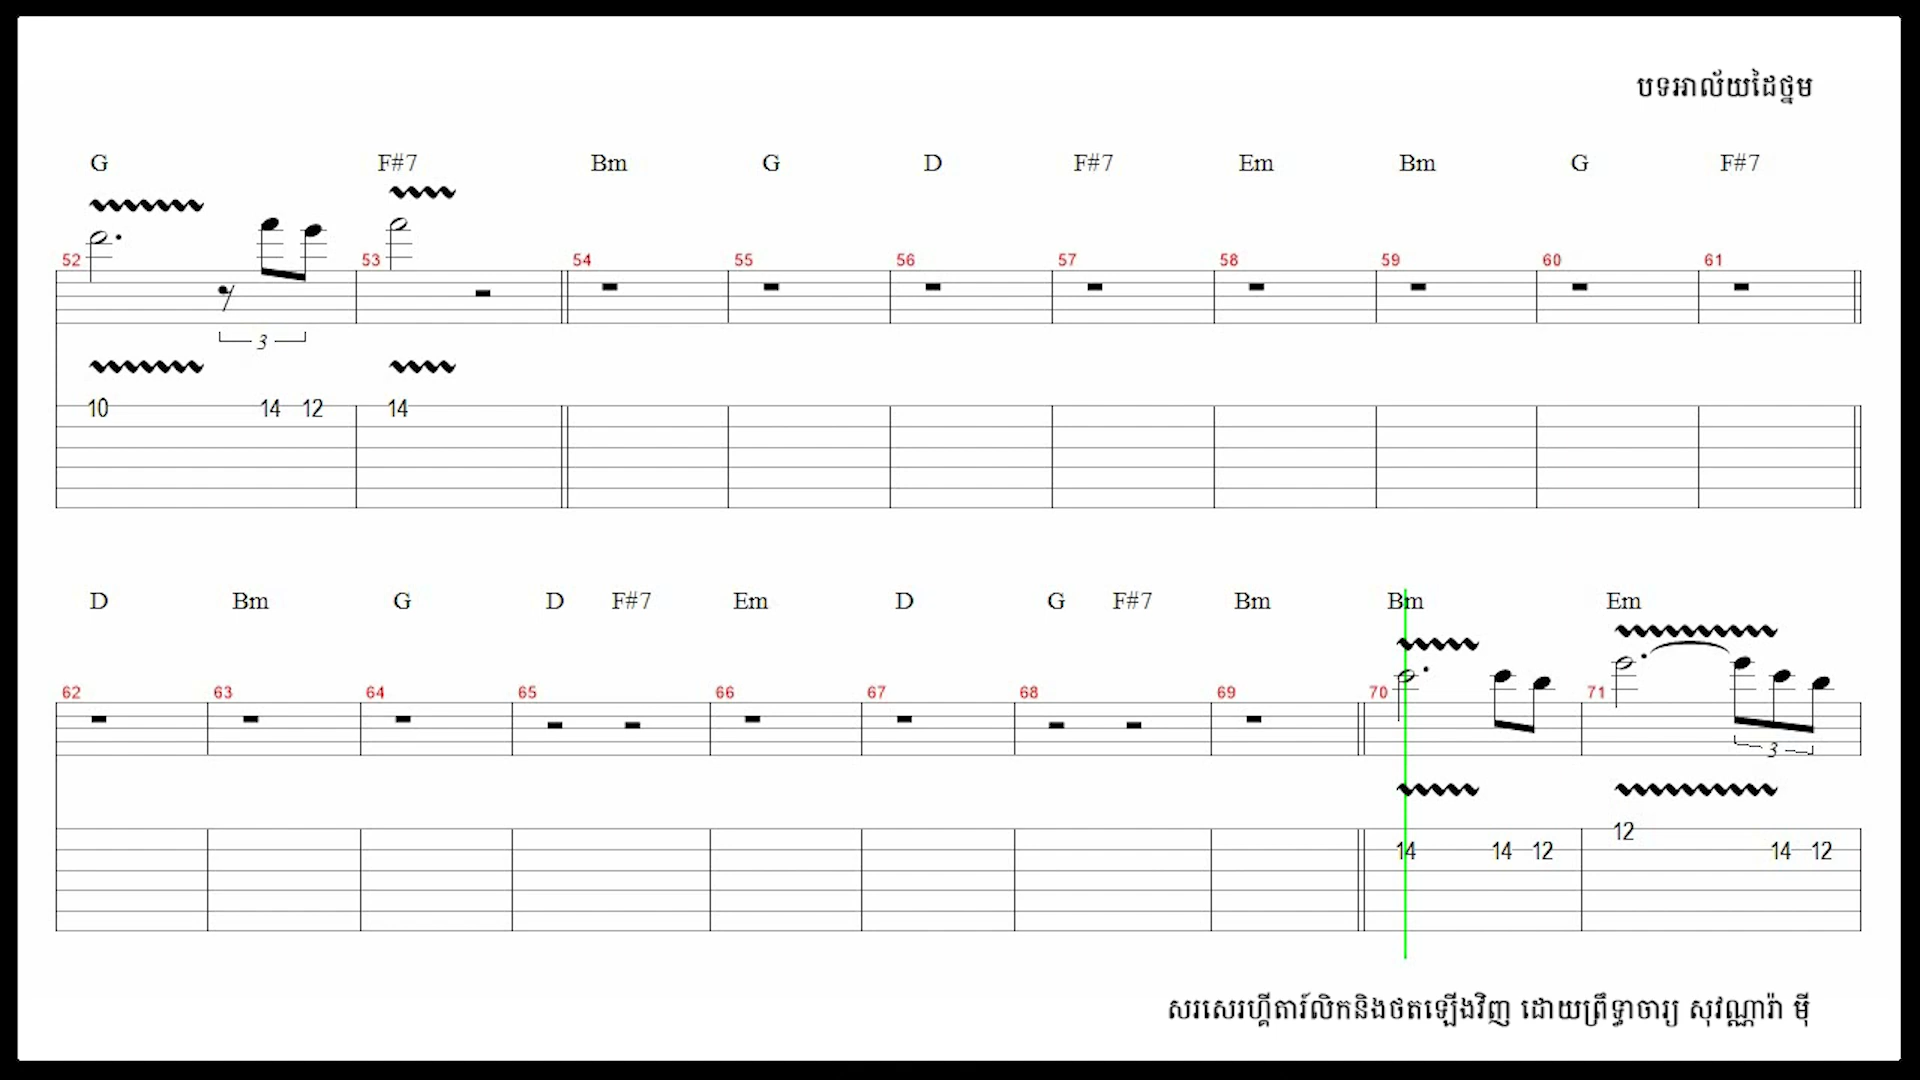 បទអាល័យដៃថ្នម
G F#7 Bm G D F#7 Em Bm G F#7
52 53 54 55 56 57 58 59 60 61
3
10 14 12 14
D Bm G D F#7 Em D G F#7 Bm Bm Em
62 63 64 65 66 67 68 69 70 71
3
12
14 14 12 14 12
សរសេរហ្គីតារ៍លិកនិងថតឡើងវិញ ដោយព្រឹទ្ធាចារ្យ សុវណ្ណារ៉ា ម៉ី